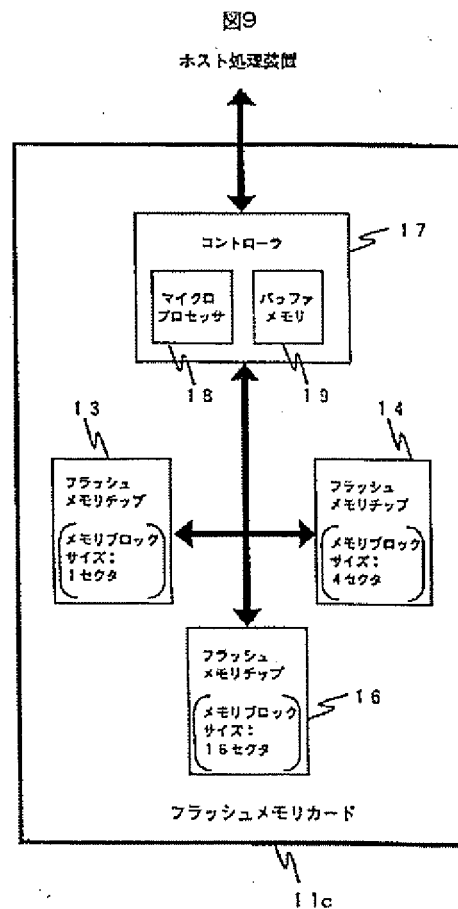 図9
ホスト処理装置
コントローラ
17
マイクロ
プロセッサ
バッファ
メモリ
18
19
13
14
フラッシュ
メモリチップ
メモリブロック
サイズ:
1セクタ
フラッシュ
メモリチップ
メモリブロック
サイズ:
4セクタ
フラッシュ
メモリチップ
メモリブロック
サイズ:
16セクタ
16
フラッシュメモリカード
11c